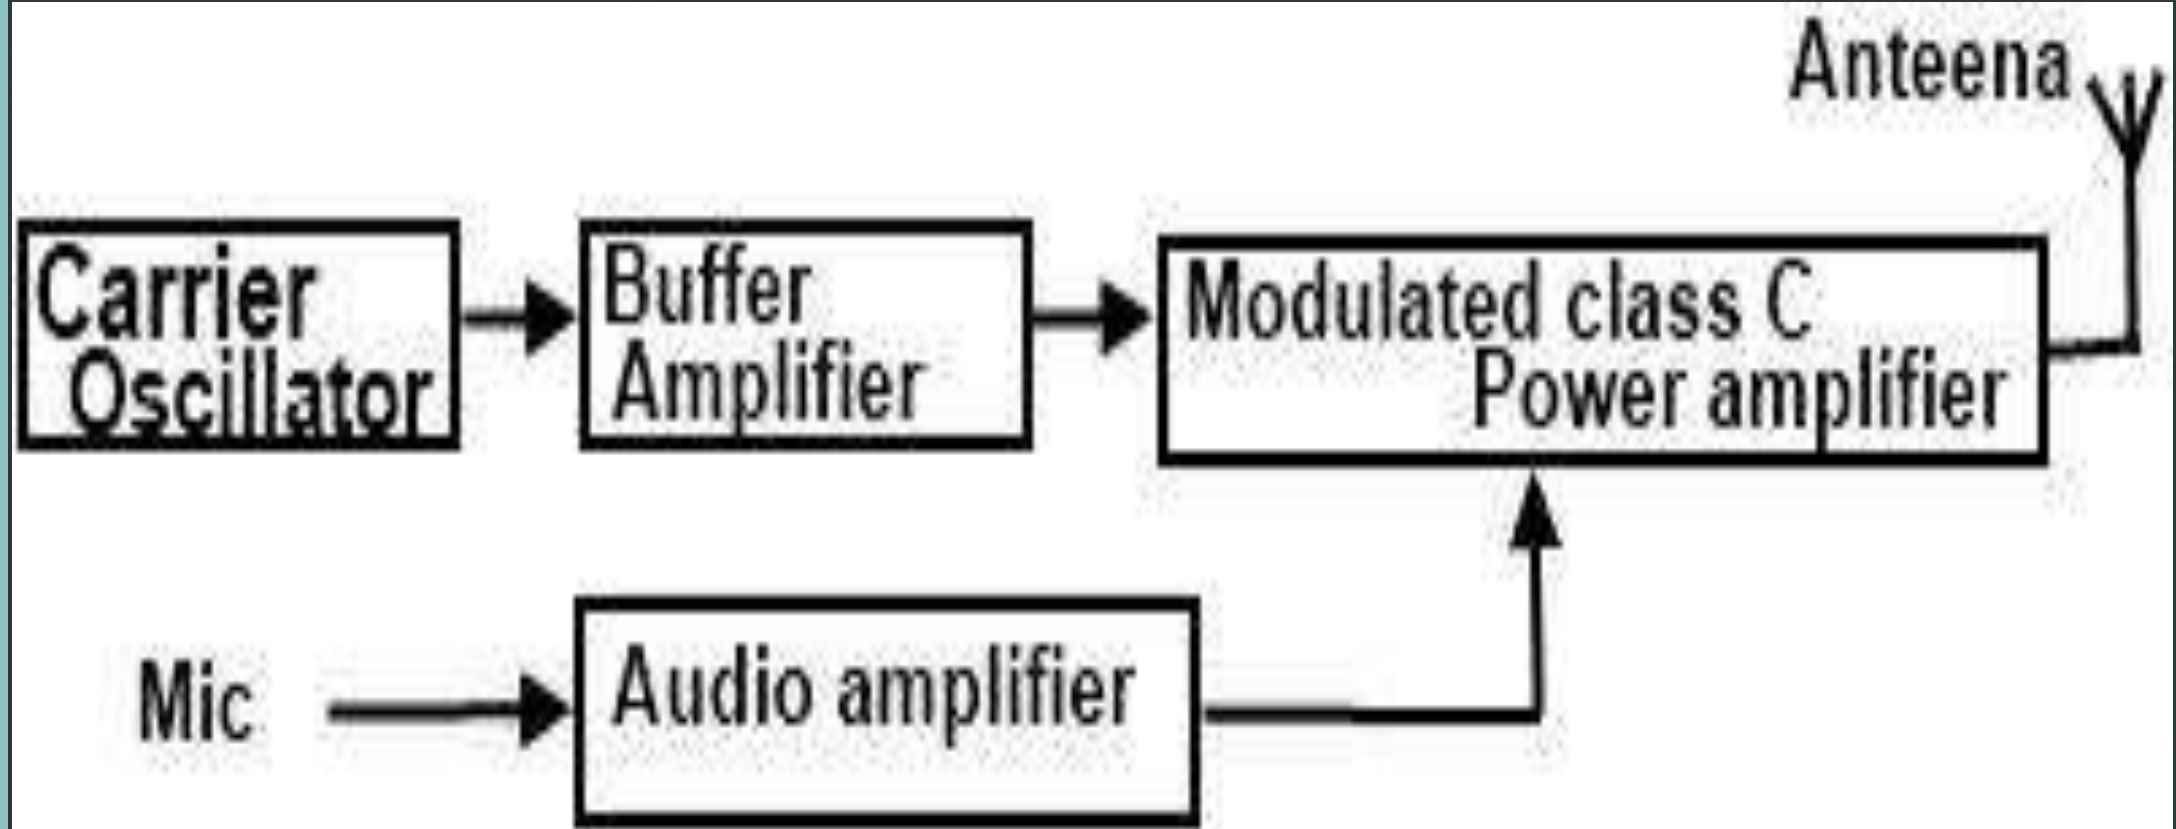 Anteena
Carrier
Oscillator
Buffer
Amplifier
Modulated class C
Power amplifier
Mic
Audio amplifier